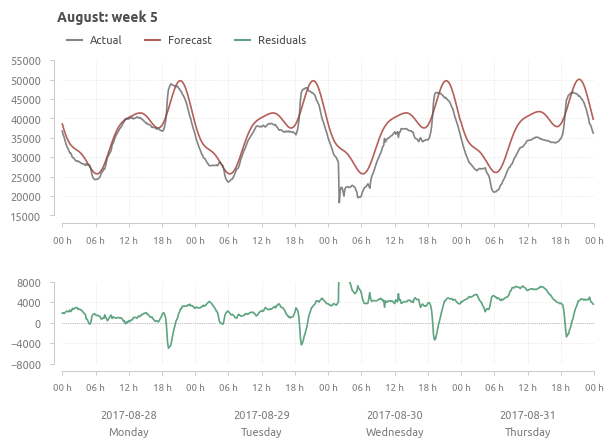 August: week 5
Actual Forecast Residuals
55000
50000
45000
40000
35000
30000
25000
20000
15000
00 h 06 h 12 h 18 h 00 h 06 h 12 h 18 h 00 h 06 h 12 h 18 h 00 h 06 h 12 h 18 h 00 h
8000
4000
0
−4000
−8000
00 h 06 h 12 h 18 h 00 h 06 h 12 h 18 h 00 h 06 h 12 h 18 h 00 h 06 h 12 h 18 h 00 h
2017-08-28 2017-08-29 2017-08-30 2017-08-31
Monday Tuesday Wednesday Thursday